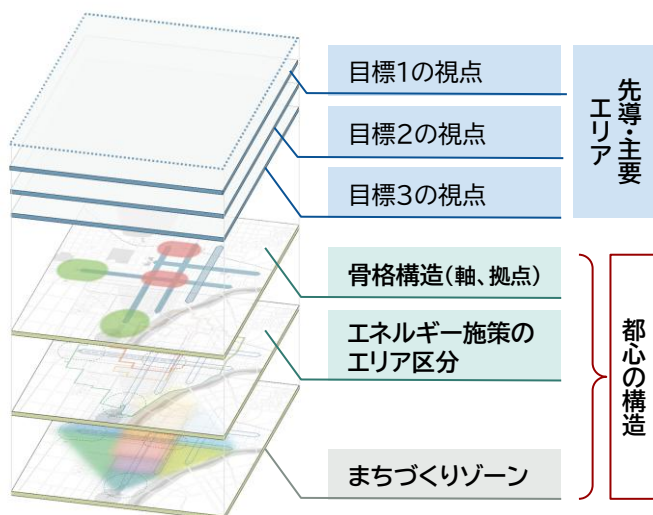 目標1の視点
目標2の視点
目標3の視点
先導・主要
エリア
骨格構造(軸、拠点)
エネルギー施策の
エリア区分
まちづくりゾーン
都心の構造